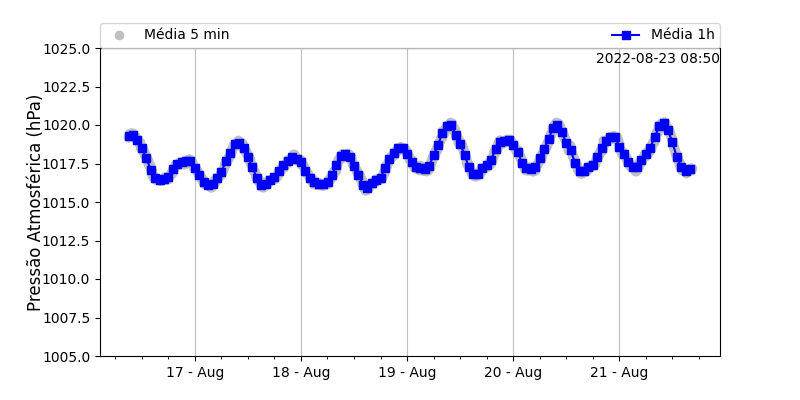 Média 5 min
Média 1h
2022-08-23 08:50
Pressão Atmosférica (hPa)
1025.0
1022.5
1020.0
1017.5
1015.0
1012.5
1010.0
1007.5
1005.0
17 - Aug
18 - Aug
19 - Aug
20 - Aug
21 - Aug